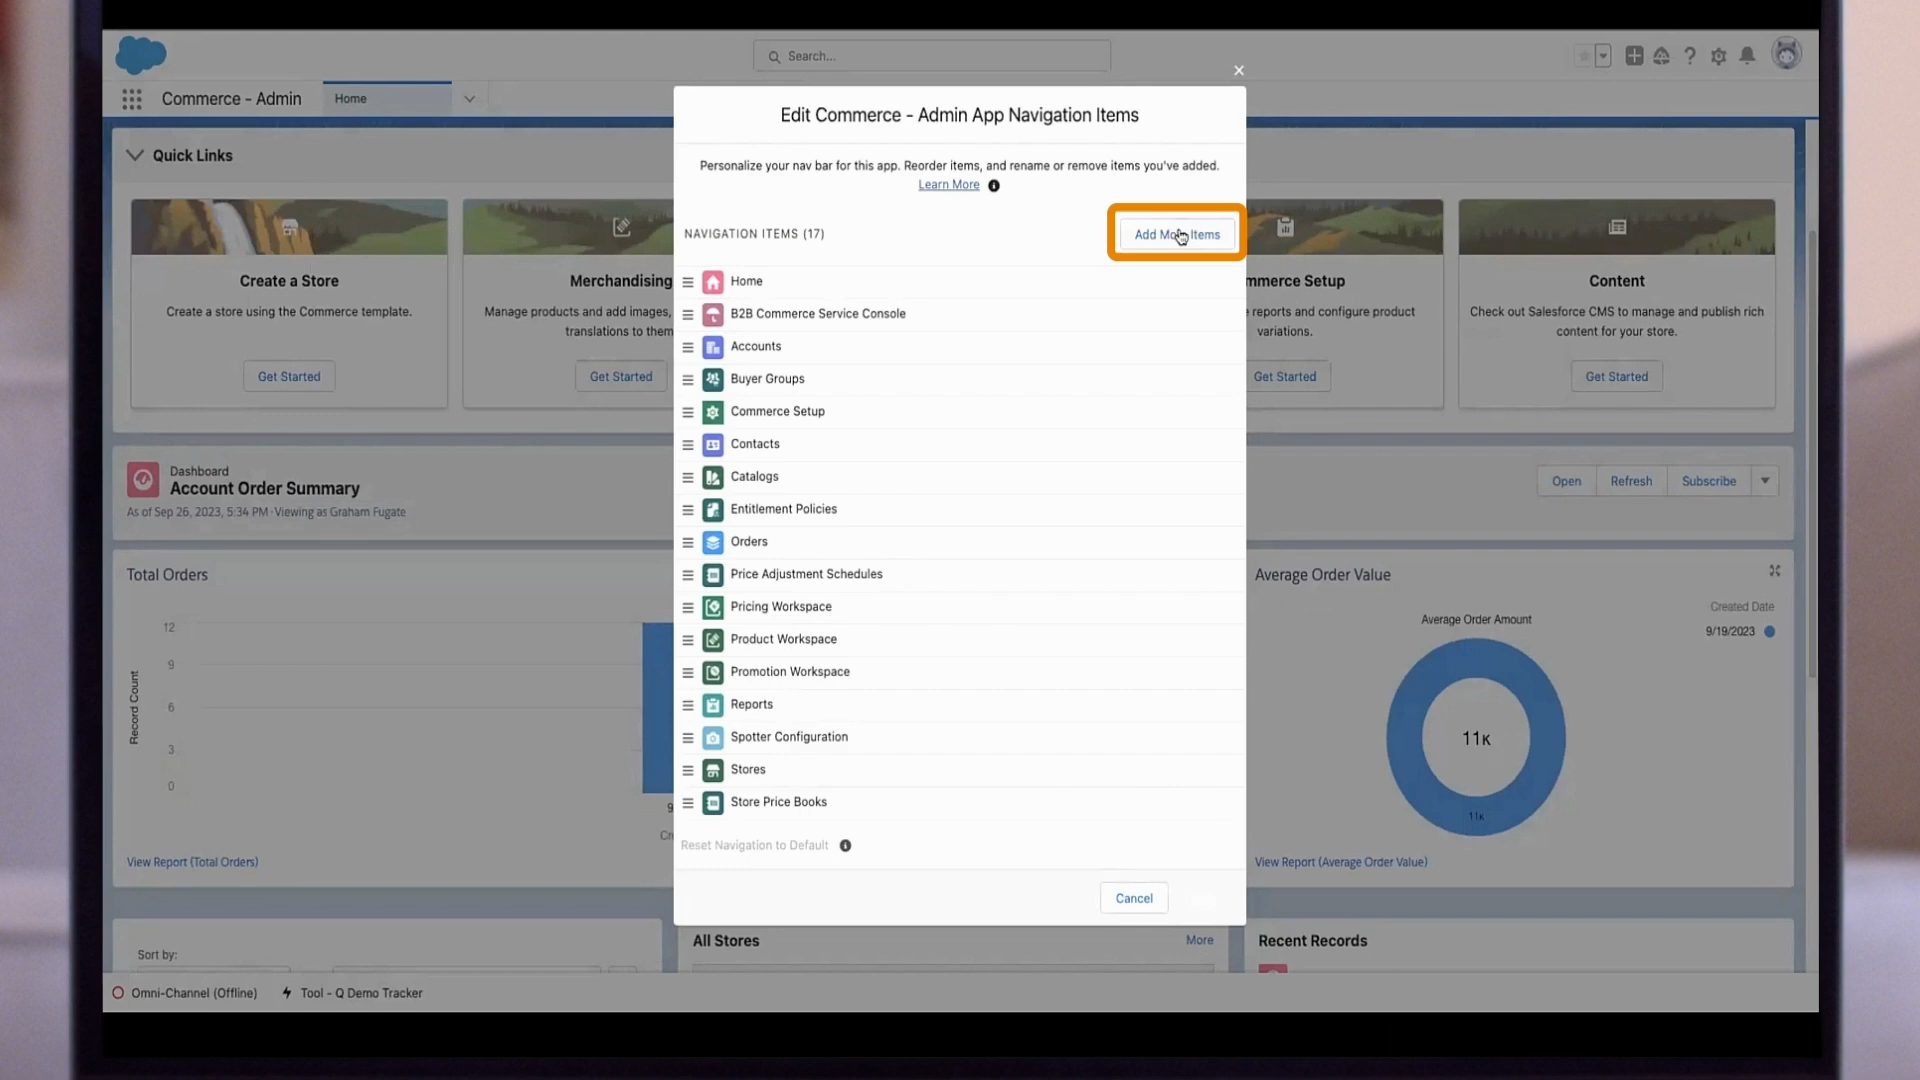 Search...
Commerce - Admin
Home
Edit Commerce - Admin App Navigation Items
Personalize your nav bar for this app. Reorder items, and rename or remove items you've added.
Learn More
NAVIGATION ITEMS (17)
Add More Items
Home
B2B Commerce Service Console
Accounts
Buyer Groups
Commerce Setup
Contacts
Catalogs
Entitlement Policies
Orders
Price Adjustment Schedules
Pricing Workspace
Product Workspace
Promotion Workspace
Reports
Spotter Configuration
Stores
Store Price Books
Reset Navigation to Default
Cancel
Quick Links
Create a Store
Create a store using the Commerce template.
Get Started
Merchandising
Manage products and add images,
translations to them
Get Started
mmerce Setup
reports and configure product
variations.
Get Started
Content
Check out Salesforce CMS to manage and publish rich
content for your store.
Get Started
Dashboard
Account Order Summary
As of Sep 26, 2023, 5:34 PM·Viewing as Graham Fugate
Open
Refresh
Subscribe
Total Orders
Record Count
12
9
6
3
0
9
Cr
View Report (Total Orders)
Average Order Value
Average Order Amount
Created Date
9/19/2023
11K
11K
View Report (Average Order Value)
Sort by:
All Stores
More
Recent Records
Omni-Channel (Offline)
Tool - Q Demo Tracker